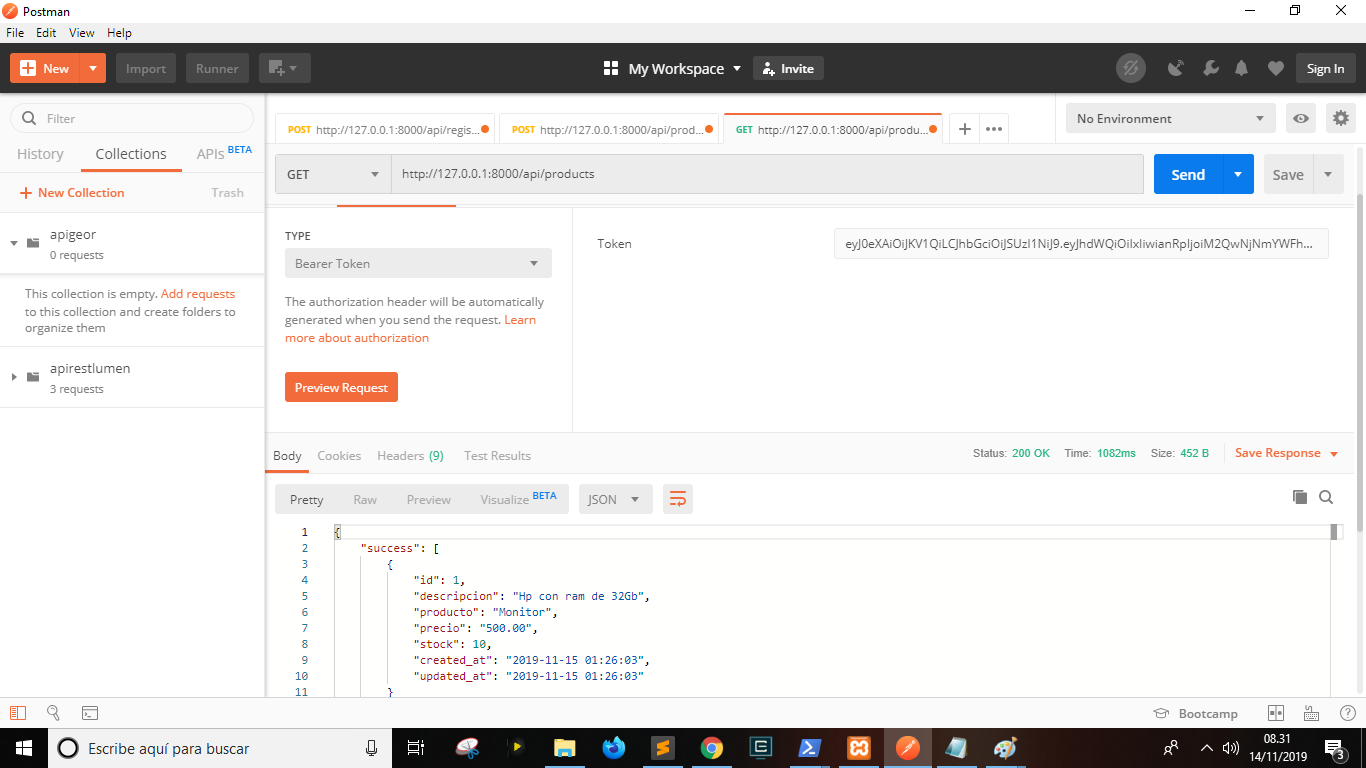 Postman
File Edit View Help
New
Import
Runner
My Workspace
Invite
Sign In
Filter
History
Collections
APIs BETA
New Collection
Trash
apigeor
0 requests
This collection is empty. Add requests
to this collection and create folders to
organize them
apirestlumen
3 requests
POST http://127.0.0.1:8000/api/regis...
POST http://127.0.0.1:8000/api/prod...
GET http://127.0.0.1:8000/api/produ...
No Environment
GET
http://127.0.0.1:8000/api/products
Send
Save
TYPE
Bearer Token
The authorization header will be automatically
generated when you send the request. Learn
more about authorization
Preview Request
Token
eyJ0eXAiOiJKV1QiLCJhbGciOiJSUzI1NiJ9.eyJhdWQiOiIxIiwianRpIjoiM2QwNjNmYWFh...
Body
Cookies
Headers (9)
Test Results
Status: 200 OK
Time: 1082ms
Size: 452 B
Save Response
Pretty
Raw
Preview
Visualize BETA
JSON
1 {
2 "success": [
3 {
4 "id": 1,
5 "descripcion": "Hp con ram de 32Gb",
6 "producto": "Monitor",
7 "precio": "500.00",
8 "stock": 10,
9 "created_at": "2019-11-15 01:26:03",
10 "updated_at": "2019-11-15 01:26:03"
11 }
Bootcamp
Escribe aquí para buscar
08.31
14/11/2019
3